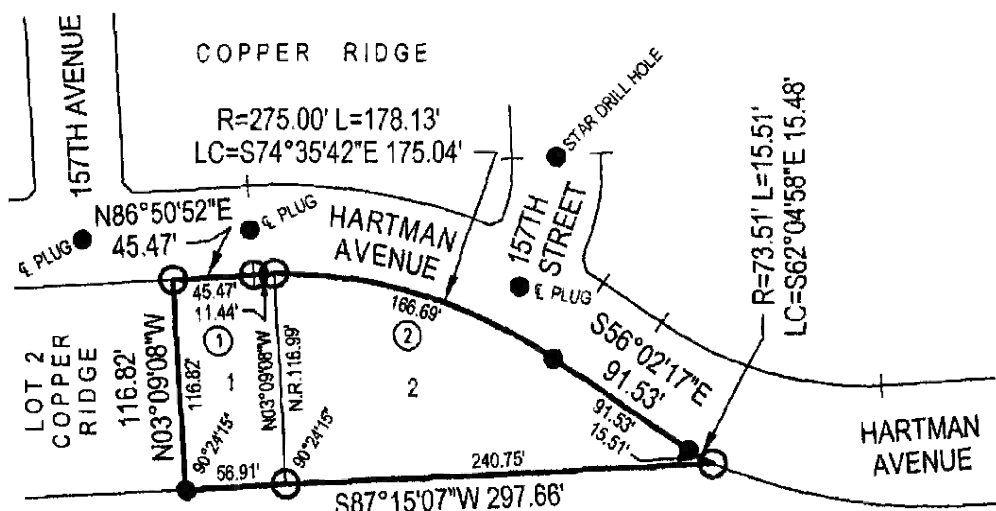 COPPER RIDGE
157TH AVENUE
R=275.00' L=178.13'
LC=S74°35'42"E 175.04'
STAR DRILL HOLE
N86°50'52"E
45.47'
℄ PLUG
℄ PLUG
HARTMAN
AVENUE
157TH
STREET
℄ PLUG
R=73.51' L=15.51'
LC=S62°04'58"E 15.48'
45.47'
11.44'
166.69'
S56°02'17"E
91.53'
LOT 2
COPPER
RIDGE
116.82'
N03°09'08"W
116.82'
1
1
N03°09'08"W
N.R. 116.99'
2
2
91.53'
15.51'
90°24'15"
56.91'
90°24'15"
240.75'
S87°15'07"W 297.66'
HARTMAN
AVENUE